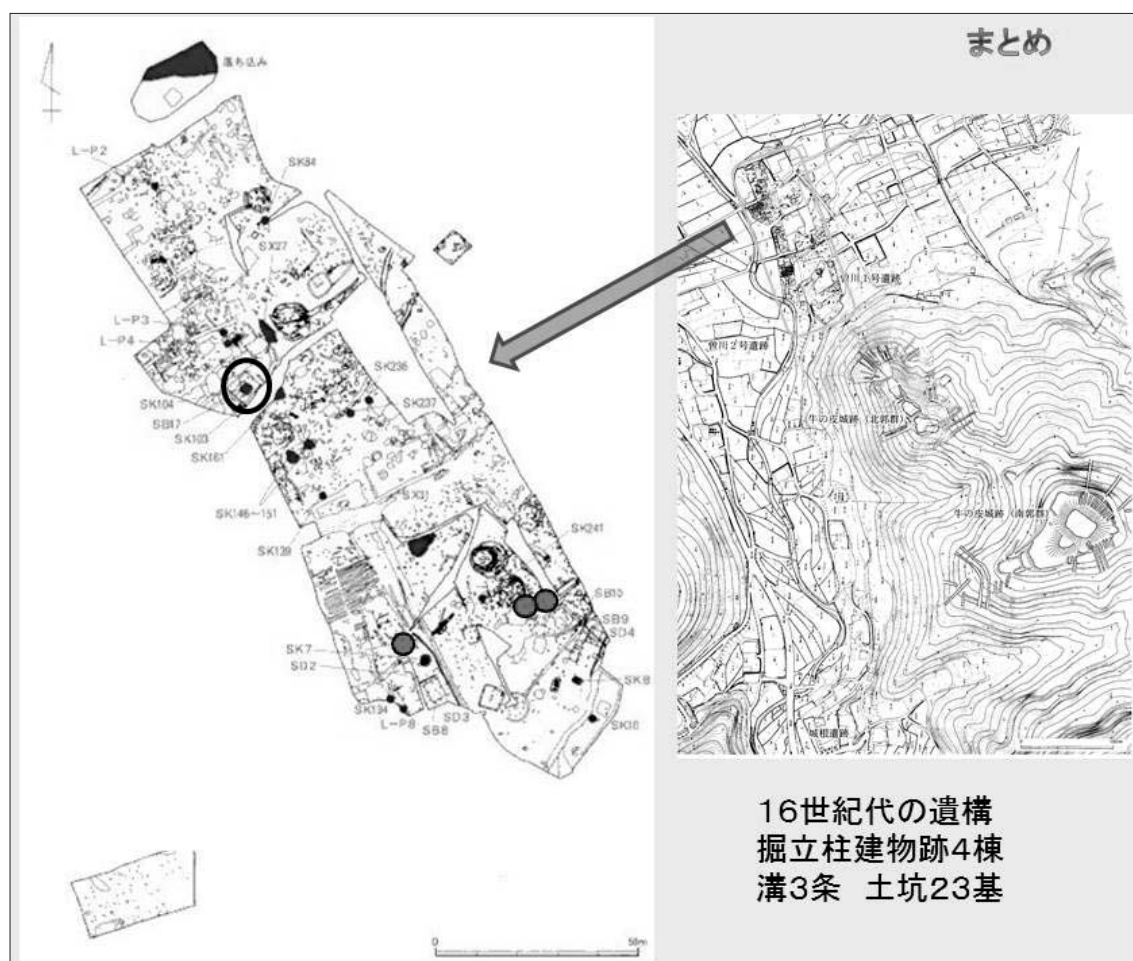 まとめ
落ち込み
L-P2
SK84
SX27
L-P3
L-P4
SK236
SK237
SK104
SB17
SK103
SK161
SK146~151
SX31
SK139
SK241
SB10
SB9
SD4
SK7
SD2
SK8
SK134
L-P8
SD3
SB8
0
50m
曽川1号遺跡
曽川2号遺跡
牛の皮城跡(北郭群)
牛の皮城跡(南郭群)
城根遺跡
16世紀代の遺構
掘立柱建物跡4棟
溝3条 土坑23基